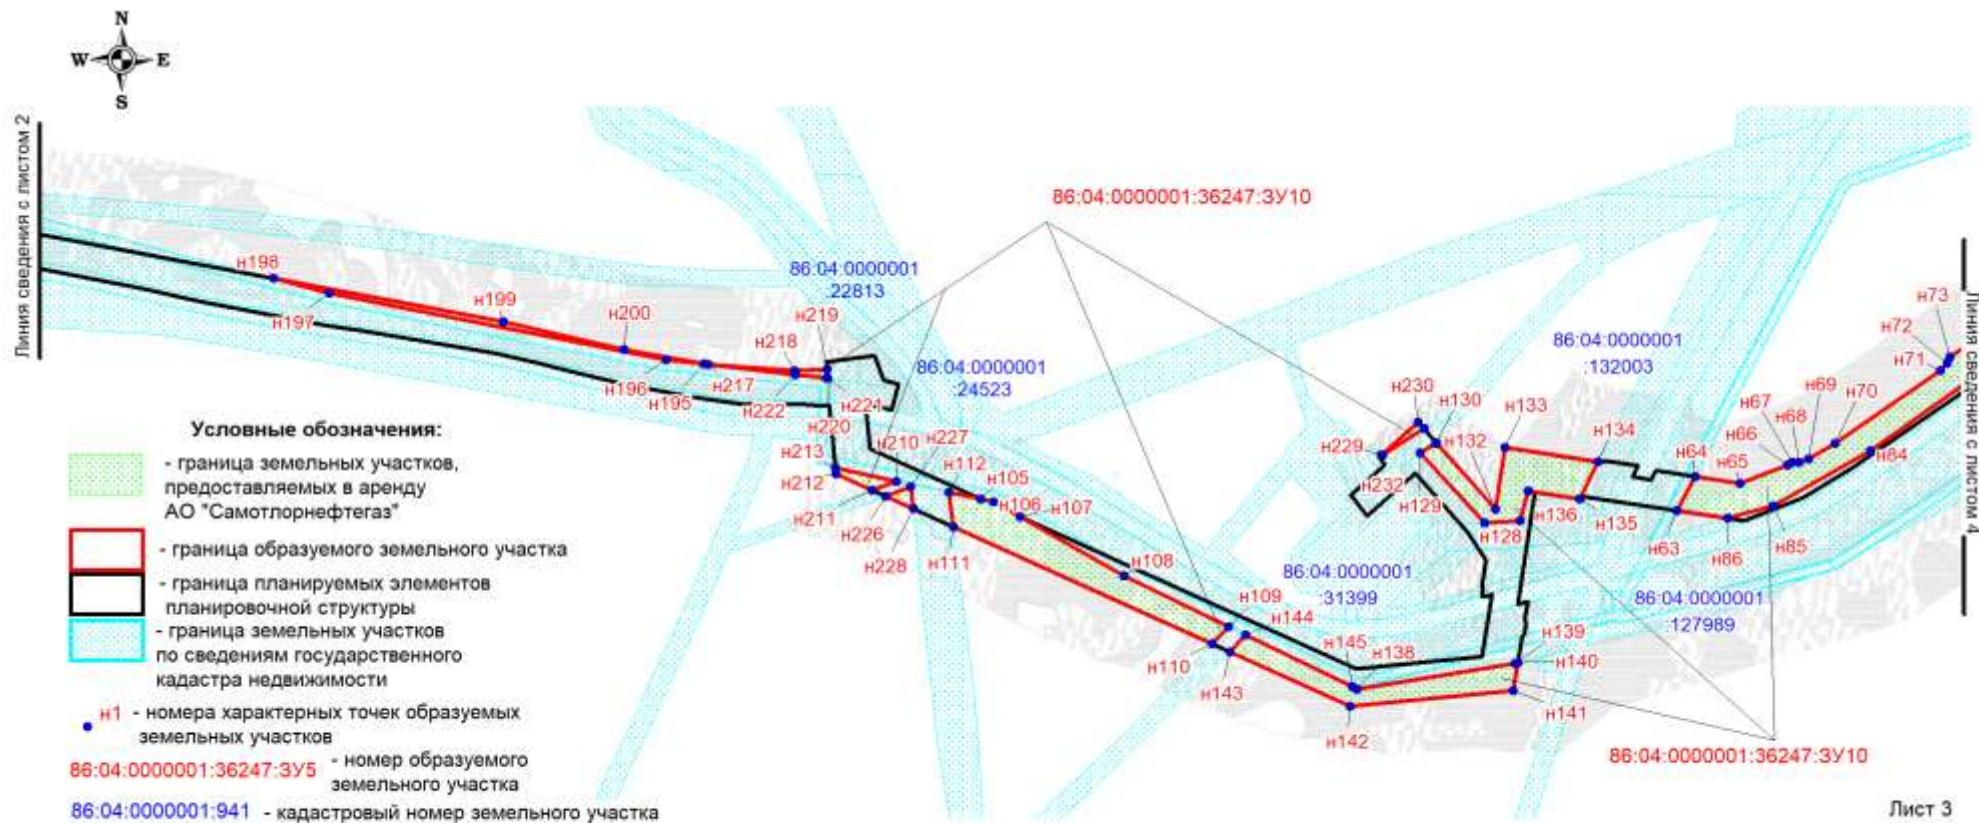 N
W
E
S
Линия сведения с листом 2
н198
н197
н199
н200
н196
н195
н217
н218
н219
н222
н221
н220
86:04:0000001
:22813
86:04:0000001:36247:ЗУ10
86:04:0000001
:24523
н213
н210
н227
н112
н105
н106
н107
н212
н211
н226
н228
н111
н108
н109
н144
н110
н143
н145
н138
н142
н139
н140
н141
н230
н130
н229
н232
н129
н132
н133
н134
н128
н136
н135
86:04:0000001
:132003
86:04:0000001
:31399
86:04:0000001
:127989
н64
н65
н66
н67
н68
н69
н70
н71
н72
н73
н84
н63
н86
н85
Линия сведения с листом 4
86:04:0000001:36247:ЗУ10
Условные обозначения:
- граница земельных участков,
предоставляемых в аренду
АО "Самотлорнефтегаз"
- граница образуемого земельного участка
- граница планируемых элементов
планировочной структуры
- граница земельных участков
по сведениям государственного
кадастра недвижимости
н1 - номера характерных точек образуемых
земельных участков
86:04:0000001:36247:ЗУ5 - номер образуемого
земельного участка
86:04:0000001:941 - кадастровый номер земельного участка
Лист 3